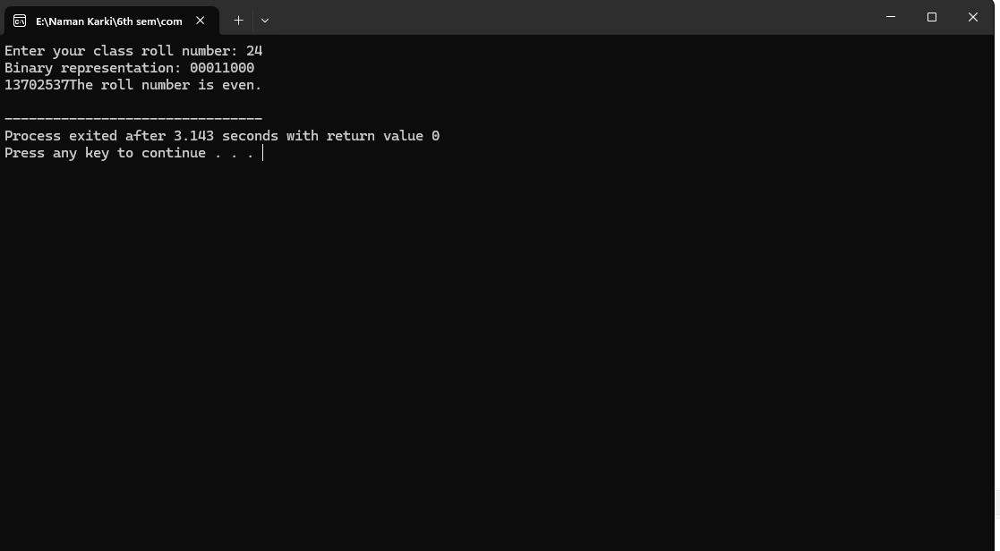 E:\Naman Karki\6th sem\com
Enter your class roll number: 24
Binary representation: 00011000
13702537The roll number is even.
--------------------------------
Process exited after 3.143 seconds with return value 0
Press any key to continue . . .